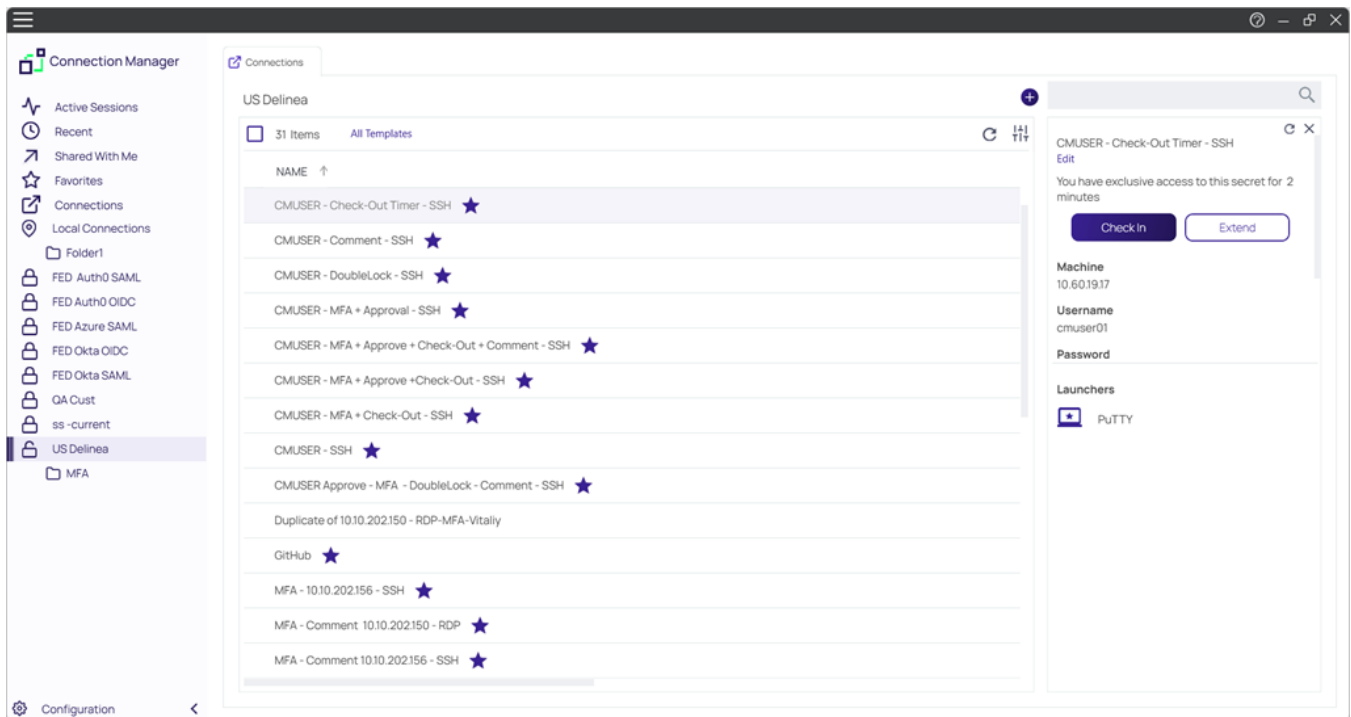 Connection Manager
Active Sessions
Recent
Shared With Me
Favorites
Connections
Local Connections
Folder1
FED Auth0 SAML
FED Auth0 OIDC
FED Azure SAML
FED Okta OIDC
FED Okta SAML
QA Cust
ss-current
US Delinea
MFA
Configuration
Connections
US Delinea
31 Items All Templates
NAME
CMUSER - Check-Out Timer - SSH
CMUSER - Comment - SSH
CMUSER - DoubleLock - SSH
CMUSER - MFA + Approval - SSH
CMUSER - MFA + Approve + Check-Out + Comment - SSH
CMUSER - MFA + Approve +Check-Out - SSH
CMUSER - MFA + Check-Out - SSH
CMUSER - SSH
CMUSER Approve - MFA - DoubleLock - Comment - SSH
Duplicate of 10.10.202.150 - RDP-MFA-Vitaliy
GitHub
MFA - 10.10.202.156 - SSH
MFA - Comment 10.10.202.150 - RDP
MFA - Comment 10.10.202.156 - SSH
CMUSER - Check-Out Timer - SSH
Edit
You have exclusive access to this secret for 2
minutes
Check In Extend
Machine
10.60.19.17
Username
cmuser01
Password
Launchers
PuTTY